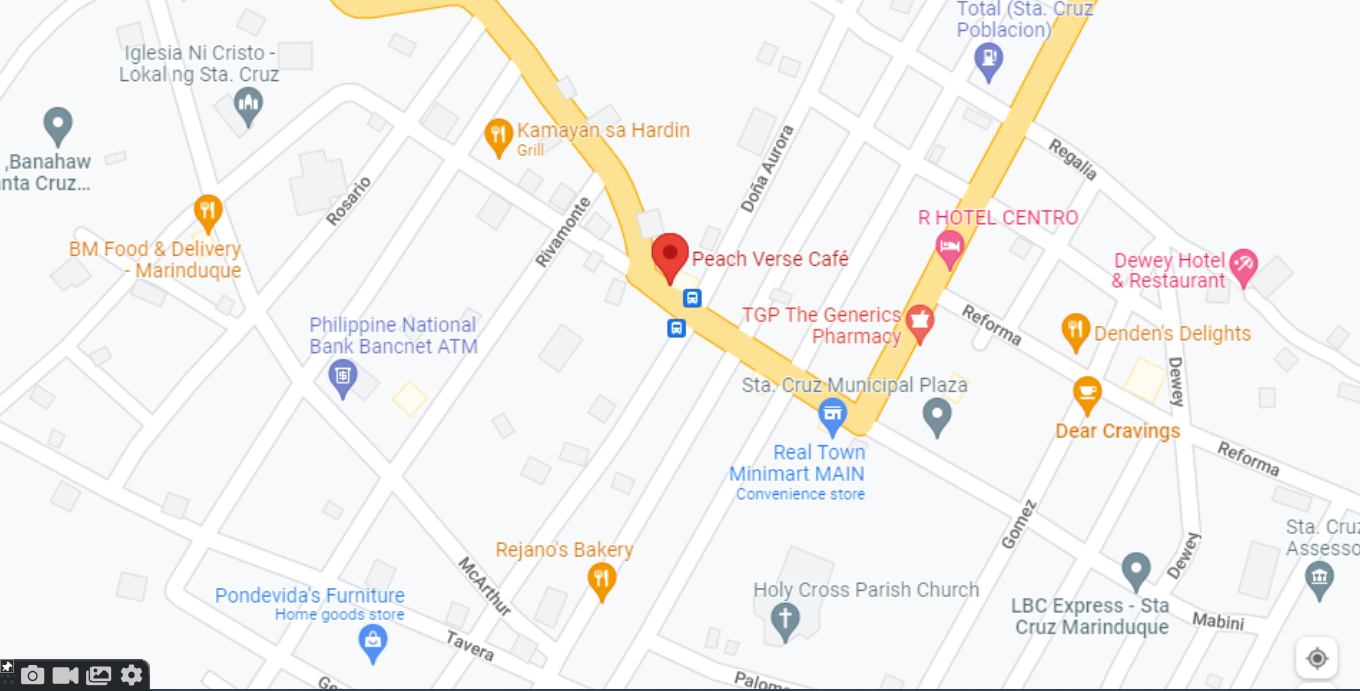 Total (Sta. Cruz
Poblacion)
Iglesia Ni Cristo -
Lokal ng Sta. Cruz
Kamayan sa Hardin
Grill
,Banahaw
nta Cruz...
Regalia
Doña Aurora
Rosario
Rivamonte
R HOTEL CENTRO
BM Food & Delivery
- Marinduque
Peach Verse Café
Dewey Hotel
& Restaurant
TGP The Generics
Pharmacy
Reforma
Denden's Delights
Philippine National
Bank Bancnet ATM
Sta. Cruz Municipal Plaza
Dewey
Dear Cravings
Real Town
Minimart MAIN
Convenience store
Reforma
Gomez
Sta. Cruz
Assesso
Dewey
Rejano's Bakery
McArthur
Holy Cross Parish Church
Pondevida's Furniture
Home goods store
LBC Express - Sta
Cruz Marinduque
Mabini
Tavera
Palom
Ge